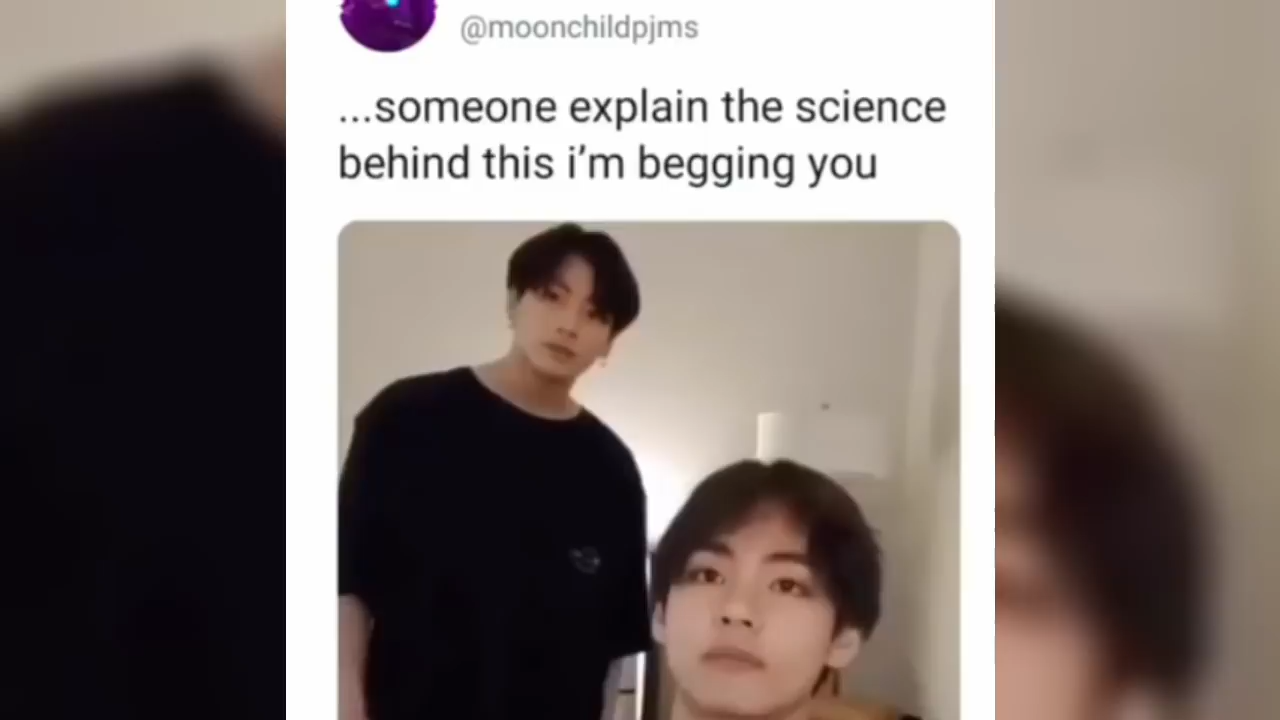 @moonchildpjms
...someone explain the science
behind this i'm begging you